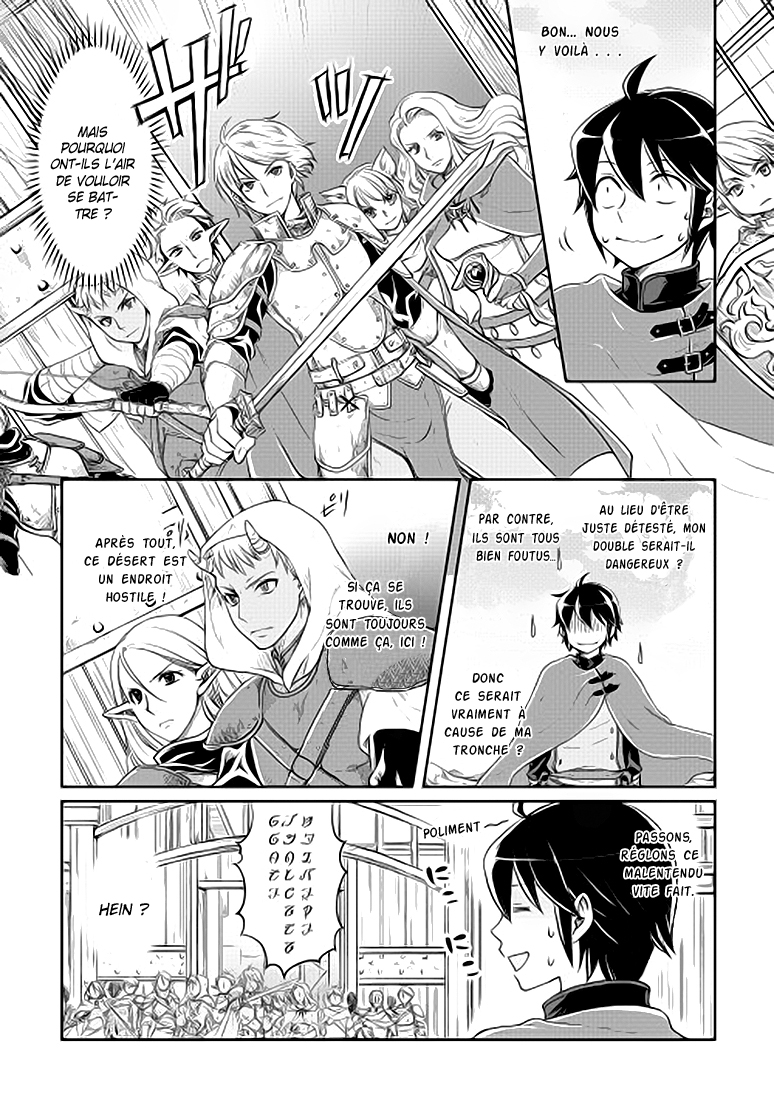 BON... NOUS
Y VOILÀ . . .
MAIS
POURQUOI
ONT-ILS L'AIR
DE VOULOIR
SE BAT-
TRE ?
AU LIEU D'ÊTRE
JUSTE DÉTESTÉ, MON
DOUBLE SERAIT-IL
DANGEREUX ?
PAR CONTRE,
ILS SONT TOUS
BIEN FOUTUS...
DONC
CE SERAIT
VRAIMENT À
CAUSE DE MA
TRONCHE ?
NON !
SI ÇA SE
TROUVE, ILS
SONT TOUJOURS
COMME ÇA, ICI !
APRÈS TOUT,
CE DÉSERT EST
UN ENDROIT
HOSTILE !
PASSONS,
RÉGLONS CE
MALENTENDU
VITE FAIT.
POLIMENT
HEIN ?